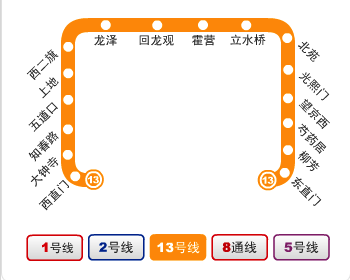 龙泽
回龙观
霍营
立水桥
西二旗
上地
五道口
知春路
大钟寺
西直门
北苑
光熙门
望京西
芍药居
柳芳
东直门
13
13
1号线
2号线
13号线
8通线
5号线